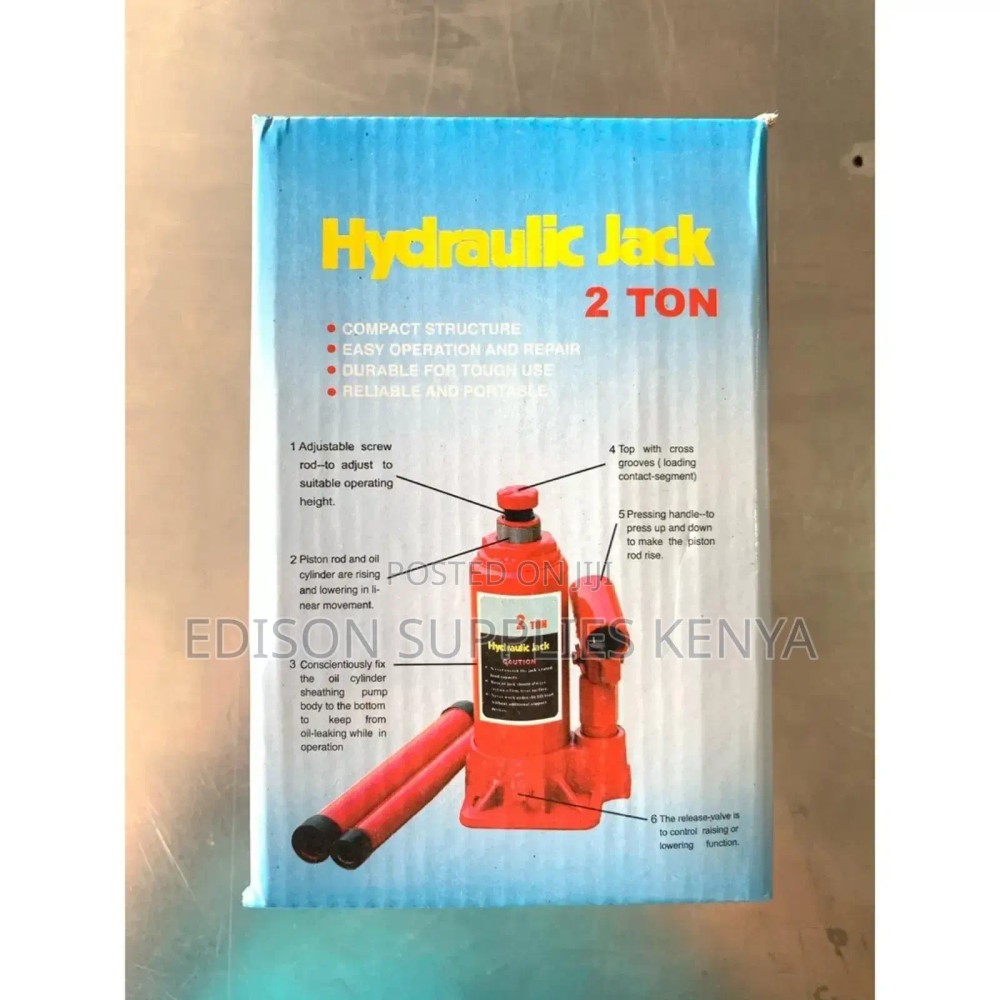 Hydraulic Jack
2 TON
• COMPACT STRUCTURE
• EASY OPERATION AND REPAIR
• DURABLE FOR TOUGH USE
• RELIABLE AND PORTABLE
1 Adjustable screw
rod--to adjust to
suitable operating
height.
2 Piston rod and oil
cylinder are rising
and lowering in li-
near movement.
3 Conscientiously fix
the oil cylinder
sheathing pump
body to the bottom
to keep from
oil-leaking while in
operation
4 Top with cross
grooves ( loading
contact-segment)
5 Pressing handle--to
press up and down
to make the piston
rod rise.
6 The release-valve is
to control raising or
lowering function.
2 TON
Hydraulic Jack
CAUTION
POSTED ON JIJI
EDISON SUPPLIES KENYA